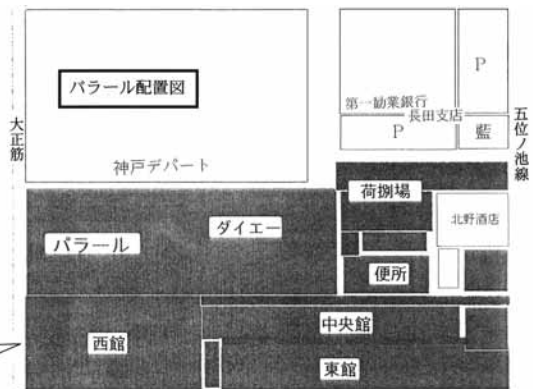 パラール配置図
大正筋
神戸デパート
第一勧業銀行
長田支店
P
P
藍
五位ノ池線
荷捌場
北野酒店
パラール
ダイエー
便所
中央館
西館
東館